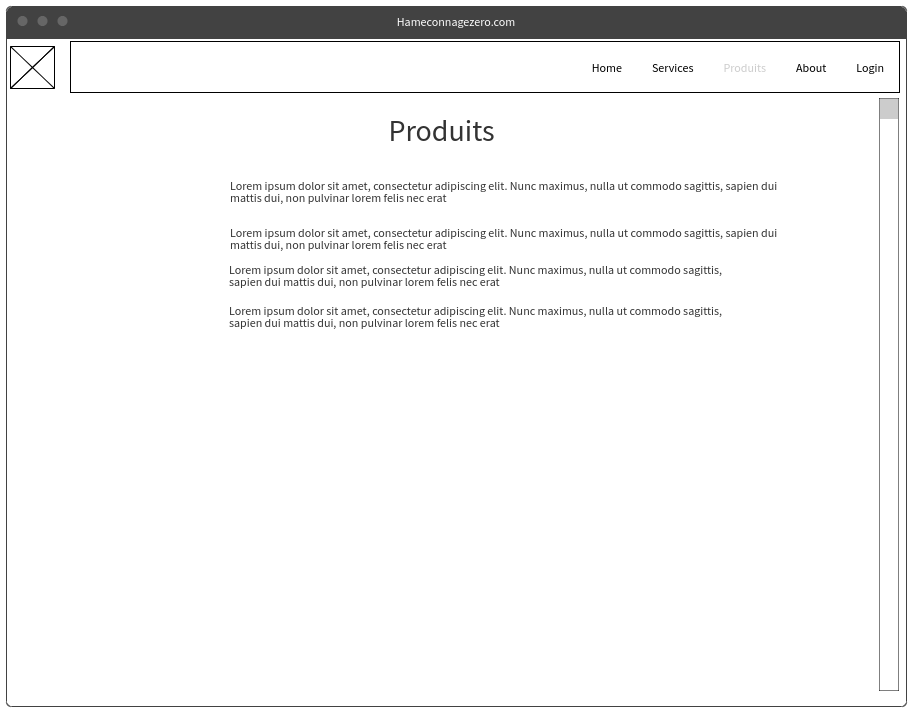 Hameconnagezero.com
Home Services Produits About Login
Produits
Lorem ipsum dolor sit amet, consectetur adipiscing elit. Nunc maximus, nulla ut commodo sagittis, sapien dui
mattis dui, non pulvinar lorem felis nec erat
Lorem ipsum dolor sit amet, consectetur adipiscing elit. Nunc maximus, nulla ut commodo sagittis, sapien dui
mattis dui, non pulvinar lorem felis nec erat
Lorem ipsum dolor sit amet, consectetur adipiscing elit. Nunc maximus, nulla ut commodo sagittis,
sapien dui mattis dui, non pulvinar lorem felis nec erat
Lorem ipsum dolor sit amet, consectetur adipiscing elit. Nunc maximus, nulla ut commodo sagittis,
sapien dui mattis dui, non pulvinar lorem felis nec erat